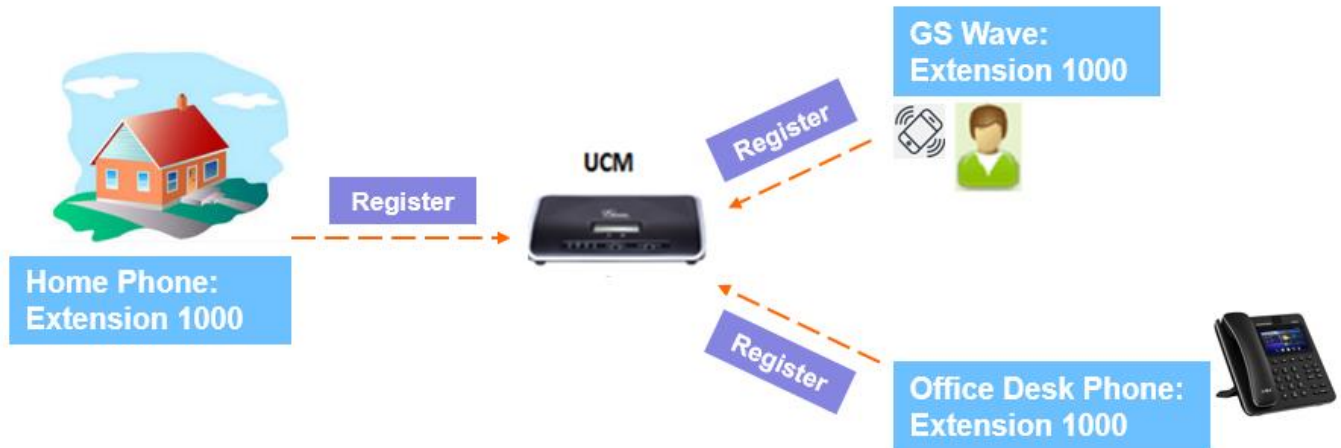 GS Wave:
Extension 1000
Register
UCM
Register
Home Phone:
Extension 1000
Register
Office Desk Phone:
Extension 1000